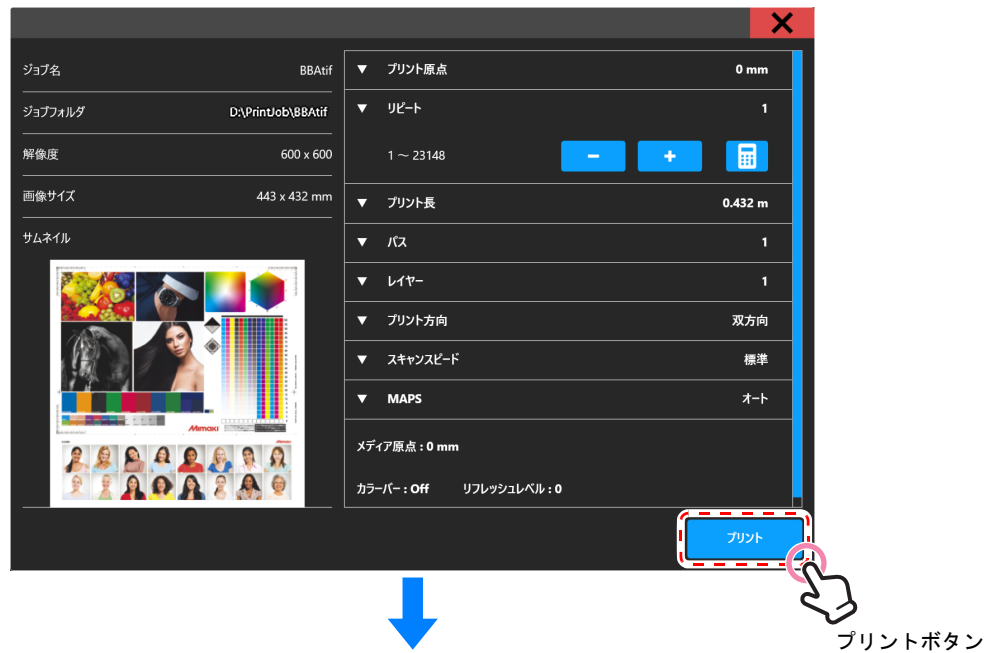 ジョブ名 BBAtif
ジョブフォルダ D:\PrintJob\BBAtif
解像度 600 x 600
画像サイズ 443 x 432 mm
サムネイル
Mimaki
▼ プリント原点 0 mm
▼ リピート 1
1 ～ 23148
▼ プリント長 0.432 m
▼ パス 1
▼ レイヤー 1
▼ プリント方向 双方向
▼ スキャンスピード 標準
▼ MAPS オート
メディア原点 : 0 mm
カラーバー : Off リフレッシュレベル : 0
プリント
プリントボタン